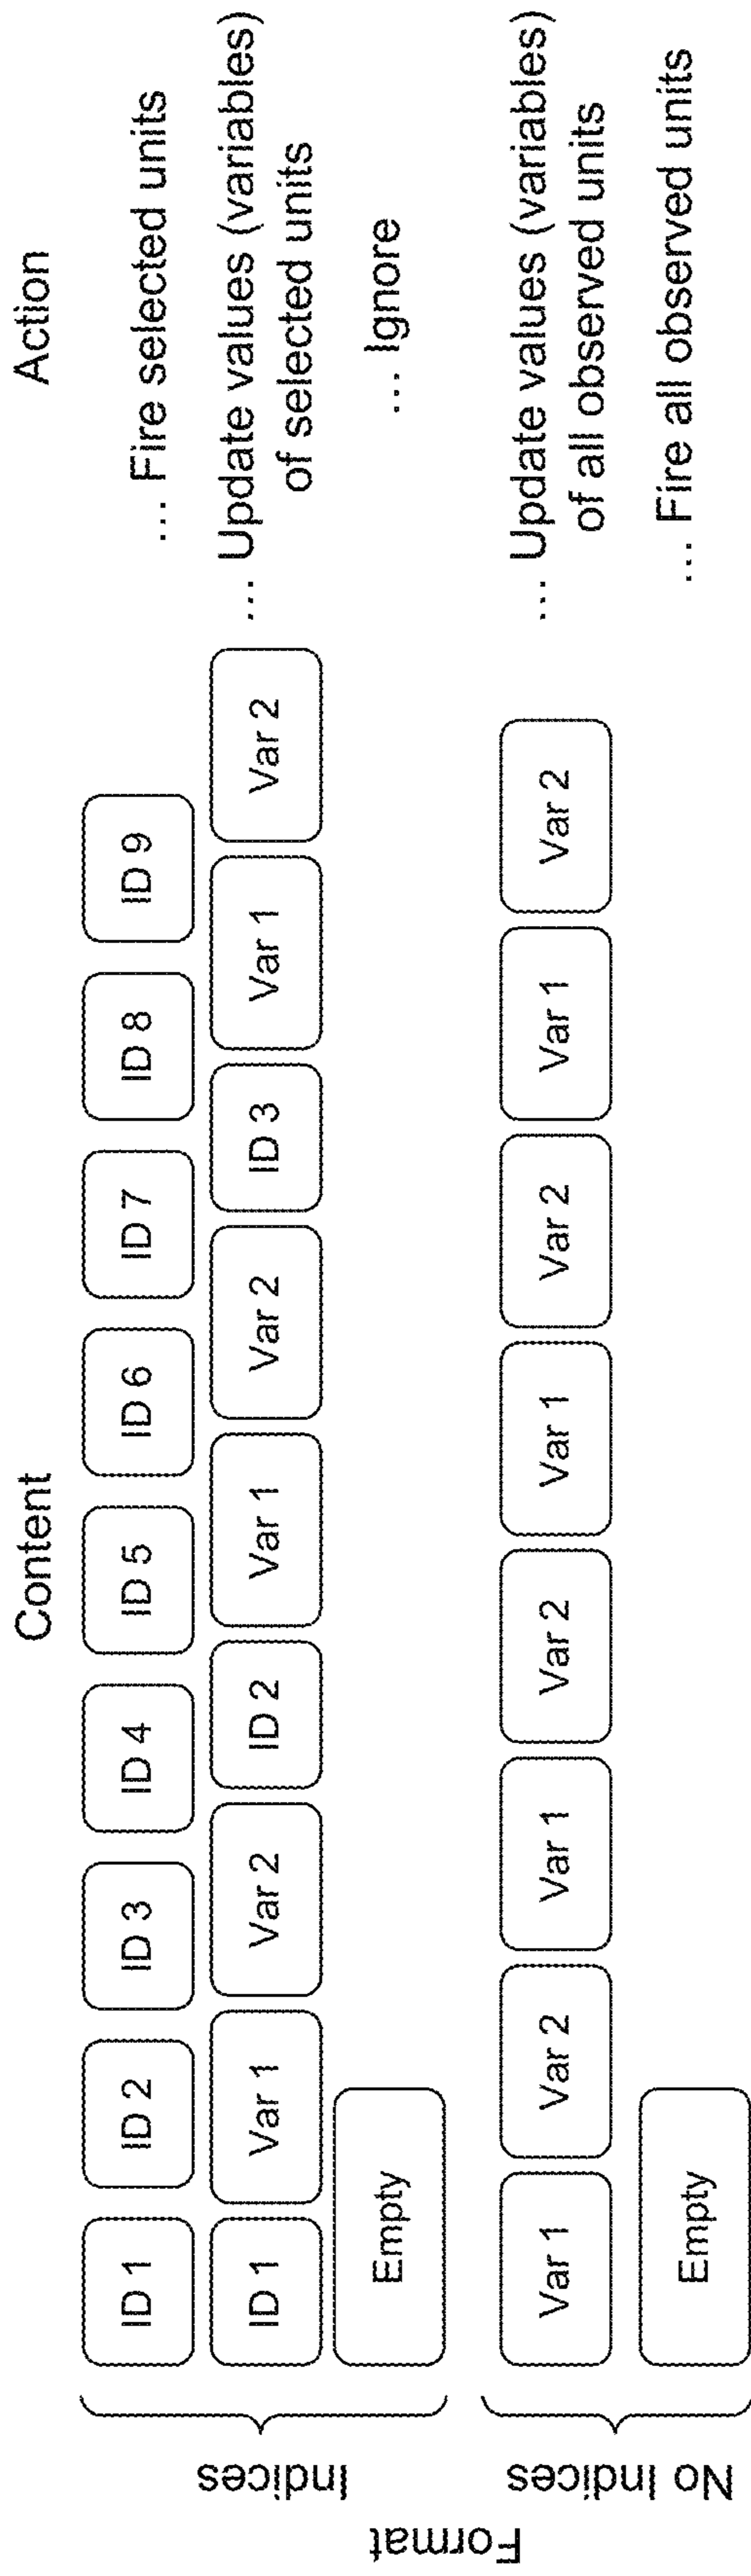 Content Action
ID 1 ID 2 ID 3 ID 4 ID 5 ID 6 ID 7 ID 8 ID 9 ... Fire selected units
ID 1 Var 1 Var 2 ID 2 Var 1 Var 2 ID 3 Var 1 Var 2 ... Update values (variables)
of selected units
Empty ... Ignore
Var 1 Var 2 Var 1 Var 2 Var 1 Var 2 Var 1 Var 2 ... Update values (variables)
of all observed units
Empty ... Fire all observed units
Format
Indices
No Indices